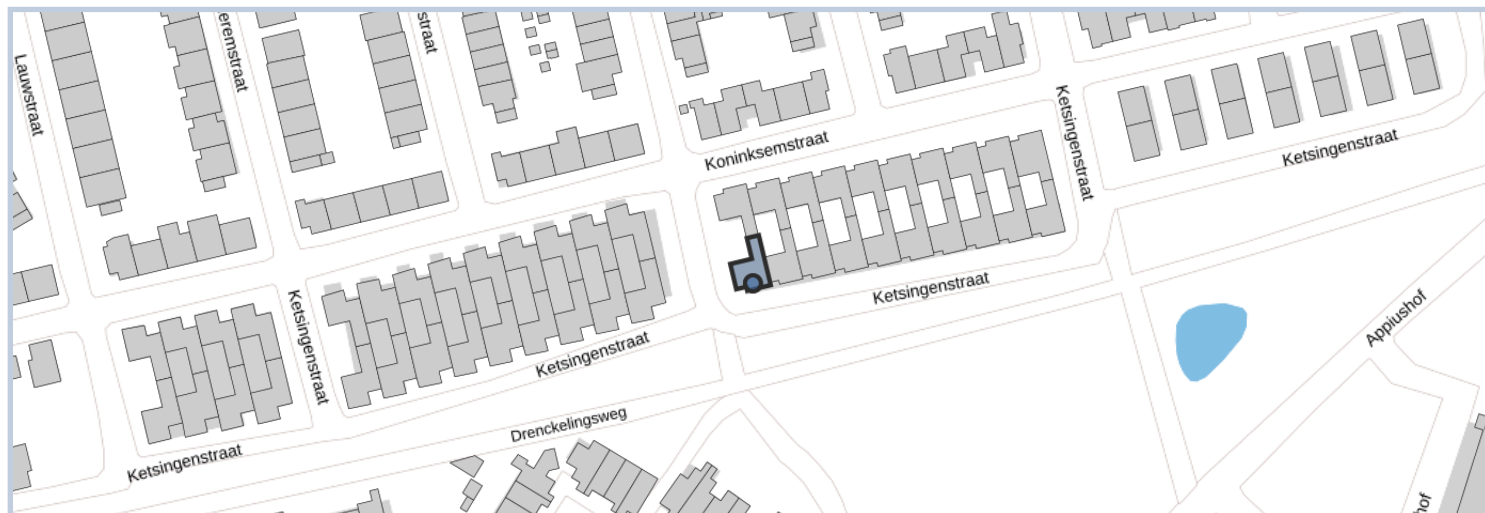 Lauwstraat
eremstraat
straat
Ketsingenstraat
Koninksemstraat
Ketsingenstraat
Ketsingenstraat
Ketsingenstraat
Ketsingenstraat
Appiushof
Drenckelingsweg
Ketsingenstraat
hof